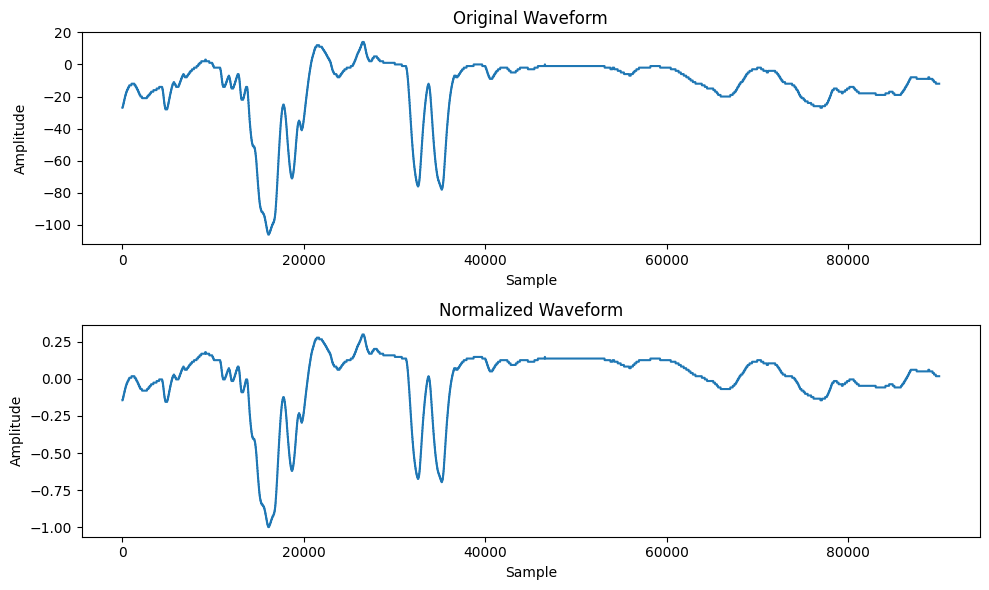 Original Waveform
20
0
−20
−40
−60
−80
−100
Amplitude
0 20000 40000 60000 80000
Sample
Normalized Waveform
0.25
0.00
−0.25
−0.50
−0.75
−1.00
Amplitude
0 20000 40000 60000 80000
Sample